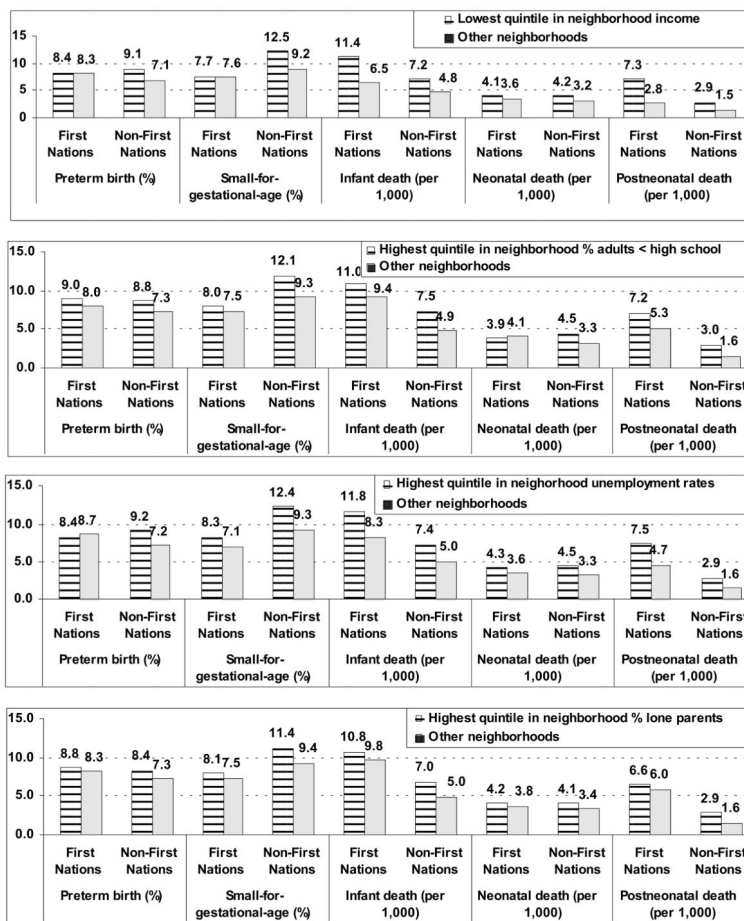 Lowest quintile in neighborhood income
Other neighborhoods
15
10
5
0
8.4 8.3 9.1 7.1 7.7 7.6 12.5 9.2 11.4 6.5 7.2 4.8 4.1 3.6 4.2 3.2 7.3 2.8 2.9 1.5
First Non-First First Non-First First Non-First First Non-First First Non-First
Nations Nations Nations Nations Nations Nations Nations Nations Nations Nations
Preterm birth (%) Small-for- Infant death (per Neonatal death (per Postneonatal death
gestational-age (%) 1,000) 1,000) (per 1,000)
Highest quintile in neighborhood % adults < high school
Other neighborhoods
15.0
10.0
5.0
0.0
9.0 8.0 8.8 7.3 8.0 7.5 12.1 9.3 11.0 9.4 7.5 4.9 3.9 4.1 4.5 3.3 7.2 5.3 3.0 1.6
First Non-First First Non-First First Non-First First Non-First First Non-First
Nations Nations Nations Nations Nations Nations Nations Nations Nations Nations
Preterm birth (%) Small-for- Infant death (per Neonatal death (per Postneonatal death
gestational-age (%) 1,000) 1,000) (per 1,000)
Highest quintile in neighorhood unemployment rates
Other neighborhoods
15.0
10.0
5.0
0.0
8.4 8.7 9.2 7.2 8.3 7.1 12.4 9.3 11.8 8.3 7.4 5.0 4.3 3.6 4.5 3.3 7.5 4.7 2.9 1.6
First Non-First First Non-First First Non-First First Non-First First Non-First
Nations Nations Nations Nations Nations Nations Nations Nations Nations Nations
Preterm birth (%) Small-for- Infant death (per Neonatal death (per Postneonatal death
gestational-age (%) 1,000) 1,000) (per 1,000)
Highest quintile in neighborhood % lone parents
Other neighborhoods
15.0
10.0
5.0
0.0
8.8 8.3 8.4 7.3 8.1 7.5 11.4 9.4 10.8 9.8 7.0 5.0 4.2 3.8 4.1 3.4 6.6 6.0 2.9 1.6
First Non-First First Non-First First Non-First First Non-First First Non-First
Nations Nations Nations Nations Nations Nations Nations Nations Nations Nations
Preterm birth (%) Small-for- Infant death (per Neonatal death (per Postneonatal death
gestational-age (%) 1,000) 1,000) (per 1,000)